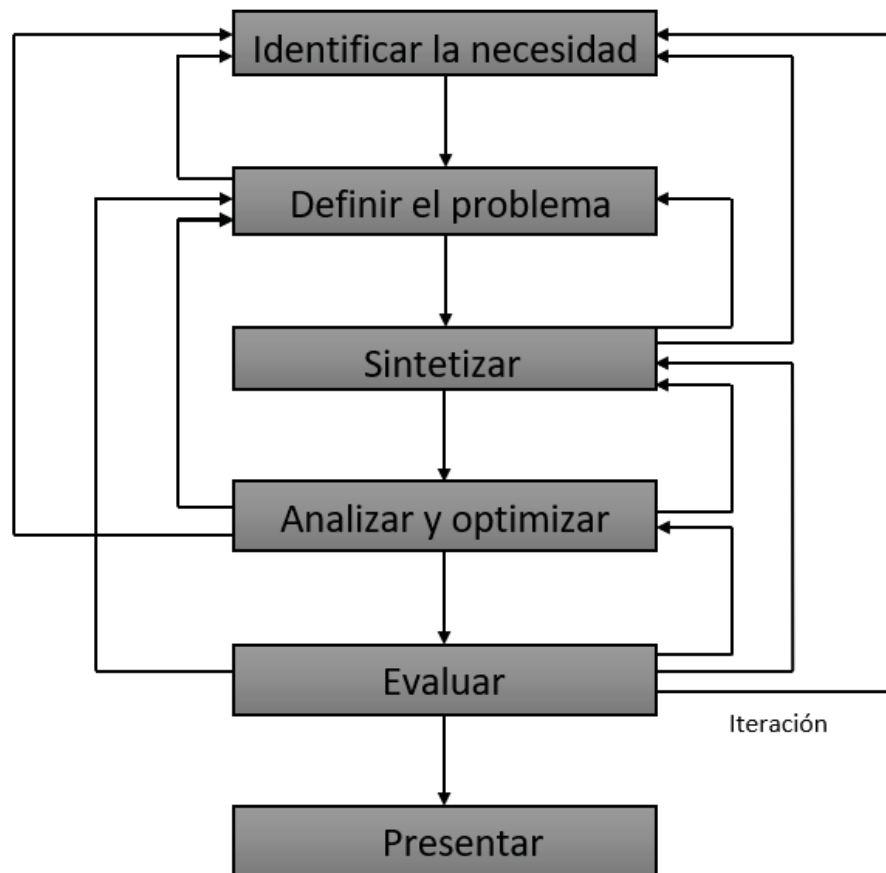 Identificar la necesidad
Definir el problema
Sintetizar
Analizar y optimizar
Evaluar
Iteración
Presentar